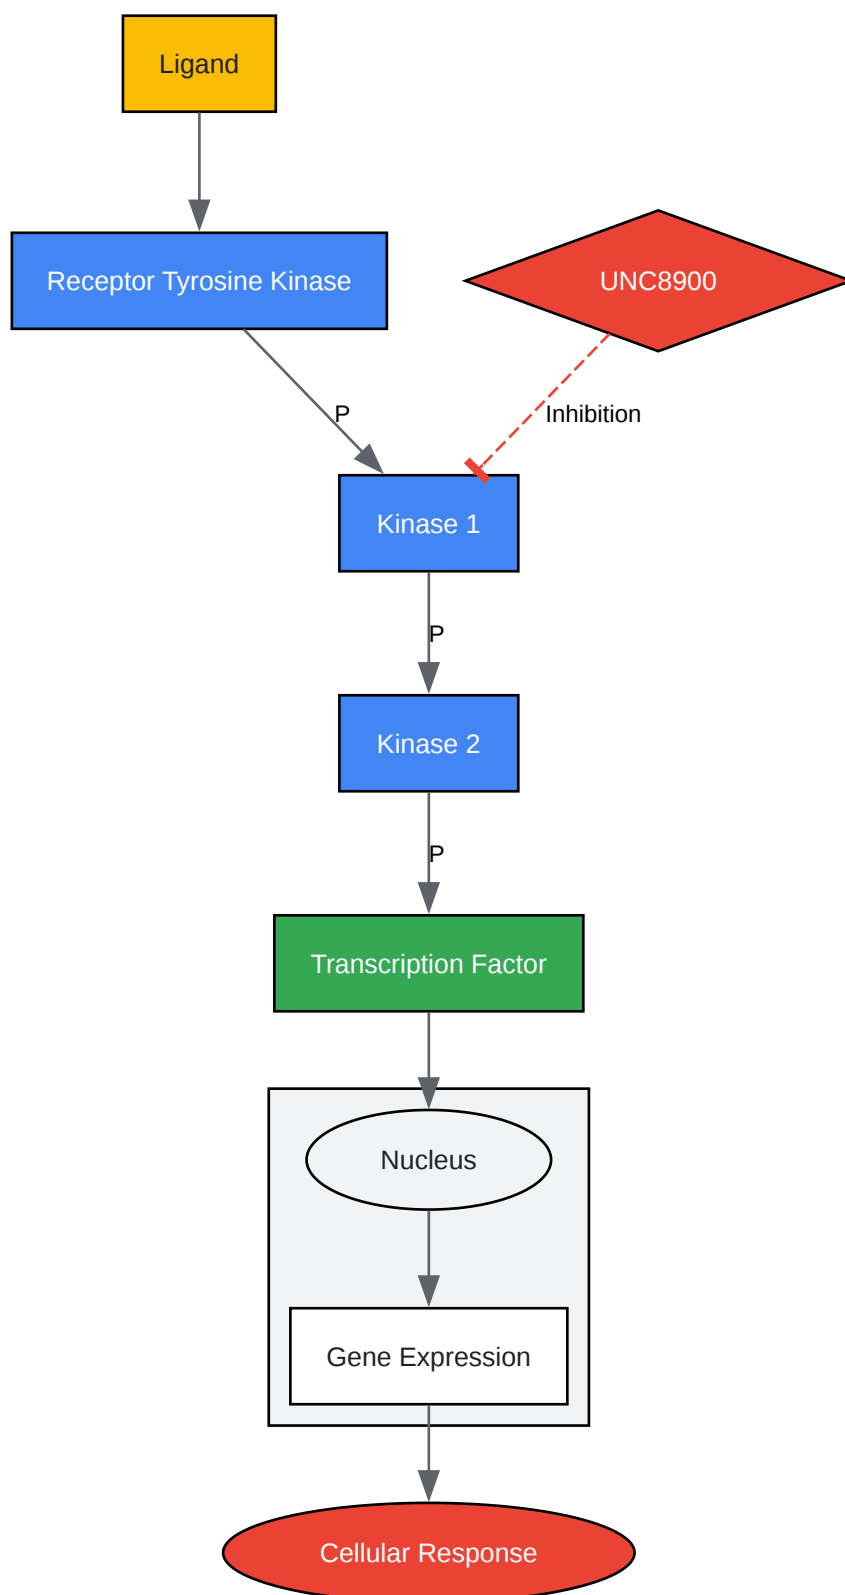 Ligand
Receptor Tyrosine Kinase
UNC8900
P
Inhibition
Kinase 1
P
Kinase 2
P
Transcription Factor
Nucleus
Gene Expression
Cellular Response